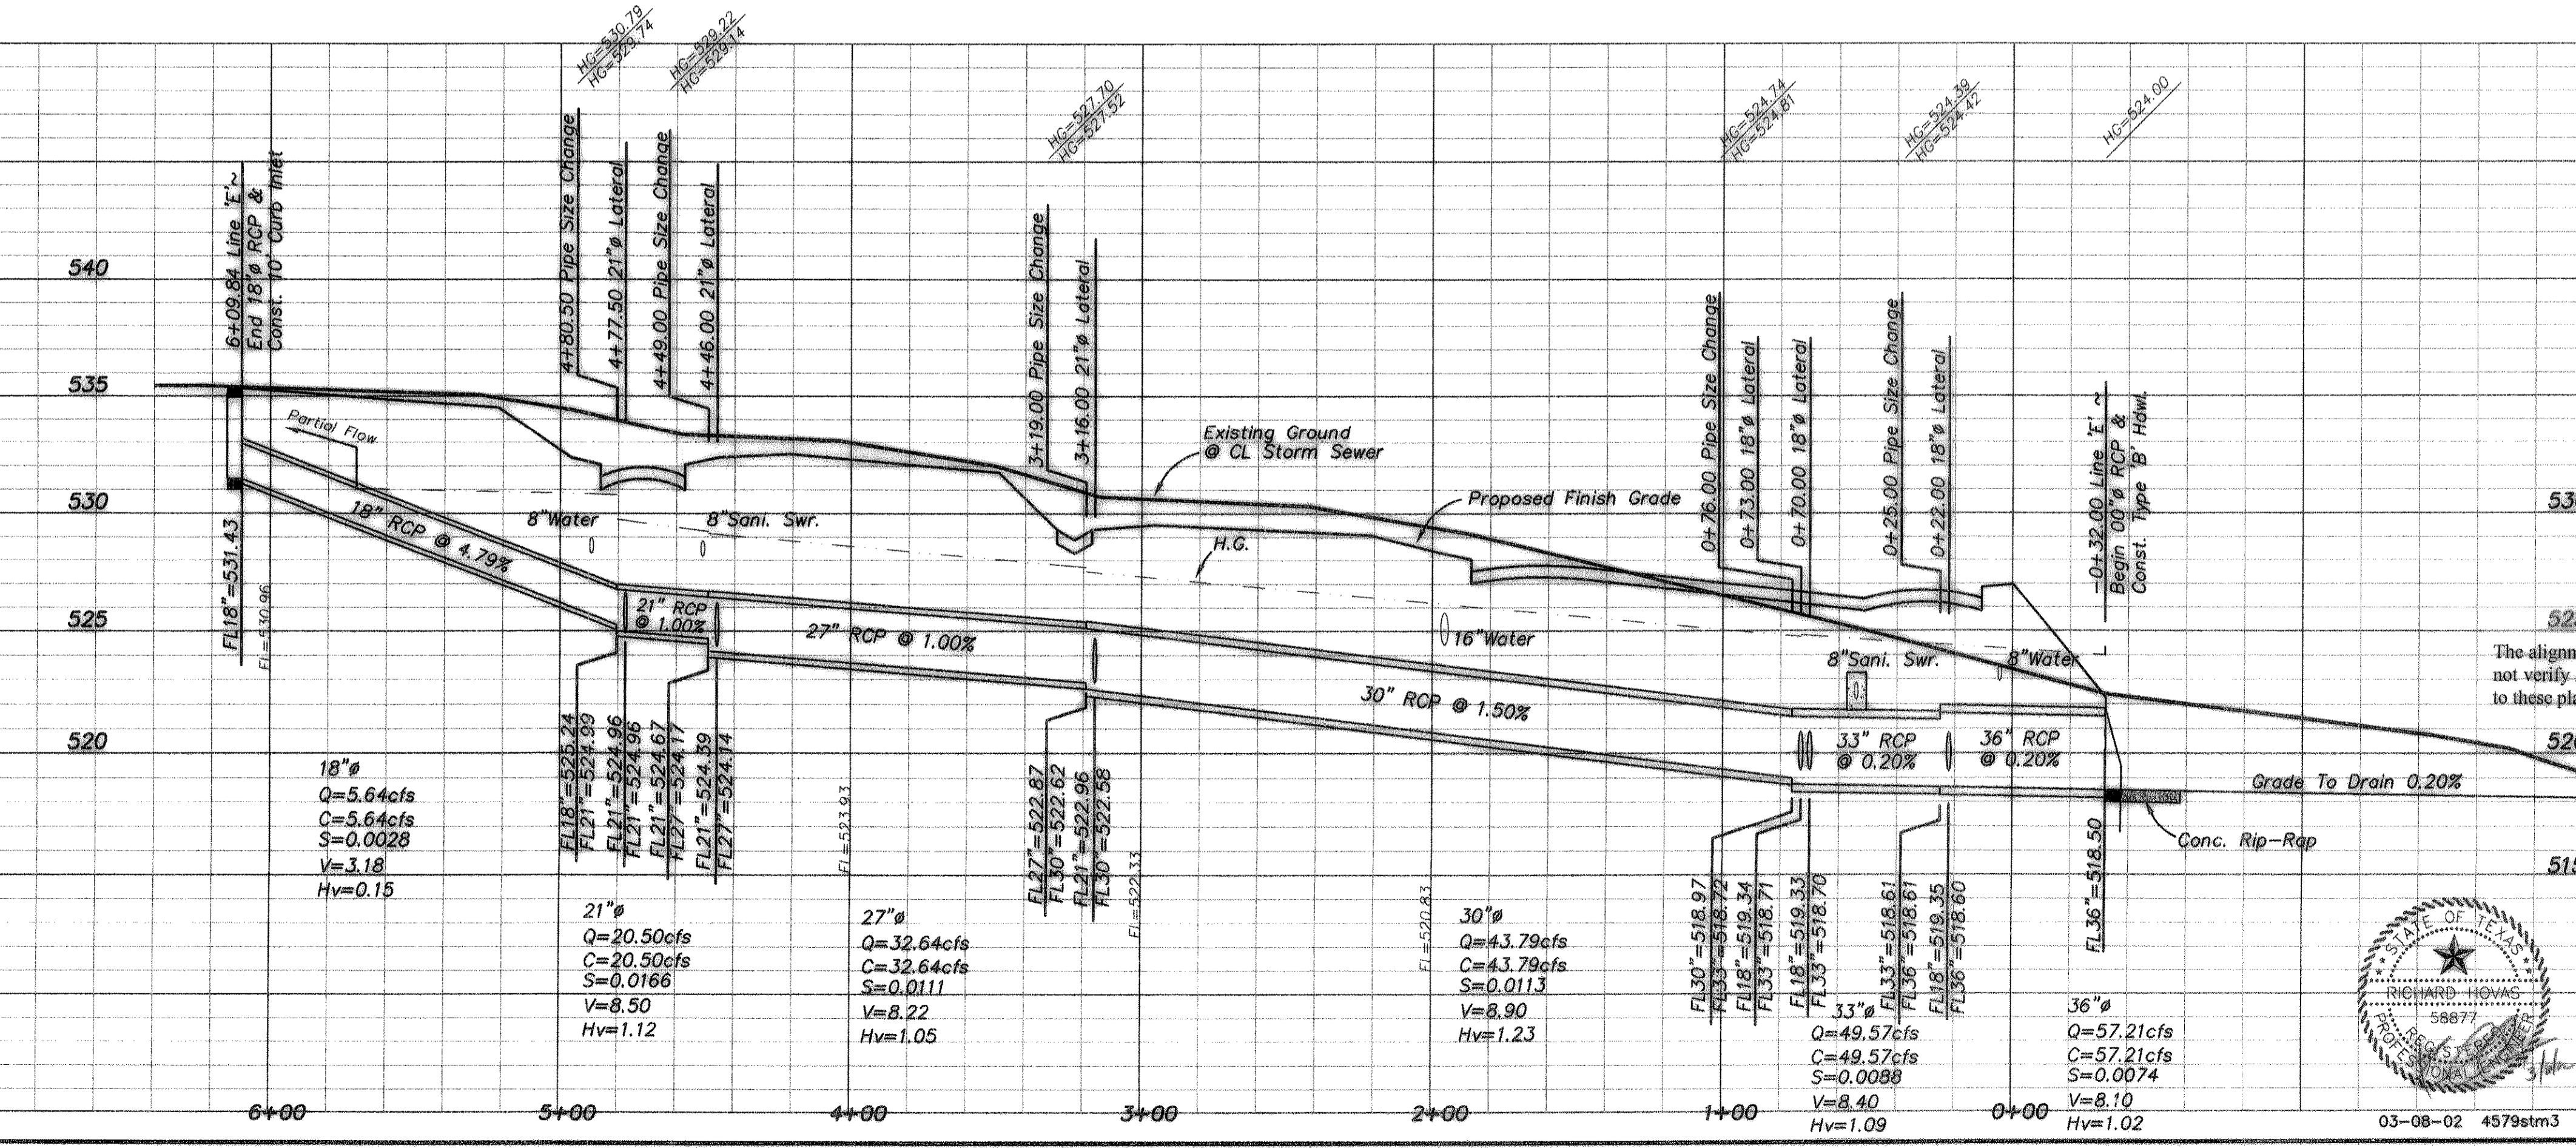 HG=530.79
HG=529.74
HG=529.22
HG=529.14
HG=527.70
HG=527.52
HG=524.74
HG=524.81
HG=524.39
HG=524.42
HG=524.00
6+09.84 Line 'E' ~
End 18"ø RCP &
Const. 10' Curb Inlet
4+80.50 Pipe Size Change
4+77.50 21"ø Lateral
4+49.00 Pipe Size Change
4+46.00 21"ø Lateral
3+19.00 Pipe Size Change
3+16.00 21"ø Lateral
0+76.00 Pipe Size Change
0+73.00 18"ø Lateral
0+70.00 18"ø Lateral
0+25.00 Pipe Size Change
0+22.00 18"ø Lateral
-0+32.00 Line 'E' ~
Begin 00"ø RCP &
Const. Type 'B' Hdwl.
540
535
530
525
520
Partial Flow
Existing Ground
@ CL Storm Sewer
Proposed Finish Grade
H.G.
8"Water
8"Sani. Swr.
16"Water
8"Sani. Swr.
8"Water
18" RCP @ 4.79%
21" RCP
@ 1.00%
27" RCP @ 1.00%
30" RCP @ 1.50%
33" RCP
@ 0.20%
36" RCP
@ 0.20%
Grade To Drain 0.20%
Conc. Rip-Rap
The alignm
not verify
to these pla
53
52
52
515
FL18"=531.43
FL=530.96
FL18"=525.24
FL21"=524.99
FL21"=524.96
FL21"=524.96
FL21"=524.67
FL27"=524.17
FL21"=524.39
FL27"=524.14
FL=523.93
FL27"=522.87
FL30"=522.62
FL21"=522.96
FL30"=522.58
FL=522.33
FL=520.83
FL30"=518.97
FL33"=518.72
FL18"=519.34
FL33"=518.71
FL18"=519.33
FL33"=518.70
FL33"=518.61
FL36"=518.61
FL18"=519.35
FL36"=518.60
FL36"=518.50
18"ø
Q=5.64cfs
C=5.64cfs
S=0.0028
V=3.18
Hv=0.15
21"ø
Q=20.50cfs
C=20.50cfs
S=0.0166
V=8.50
Hv=1.12
27"ø
Q=32.64cfs
C=32.64cfs
S=0.0111
V=8.22
Hv=1.05
30"ø
Q=43.79cfs
C=43.79cfs
S=0.0113
V=8.90
Hv=1.23
33"ø
Q=49.57cfs
C=49.57cfs
S=0.0088
V=8.40
Hv=1.09
36"ø
Q=57.21cfs
C=57.21cfs
S=0.0074
V=8.10
Hv=1.02
STATE OF TEXAS
RICHARD HOVAS
58877
REGISTERED
PROFESSIONAL ENGINEER
6+00
5+00
4+00
3+00
2+00
1+00
0+00
03-08-02 4579stm3